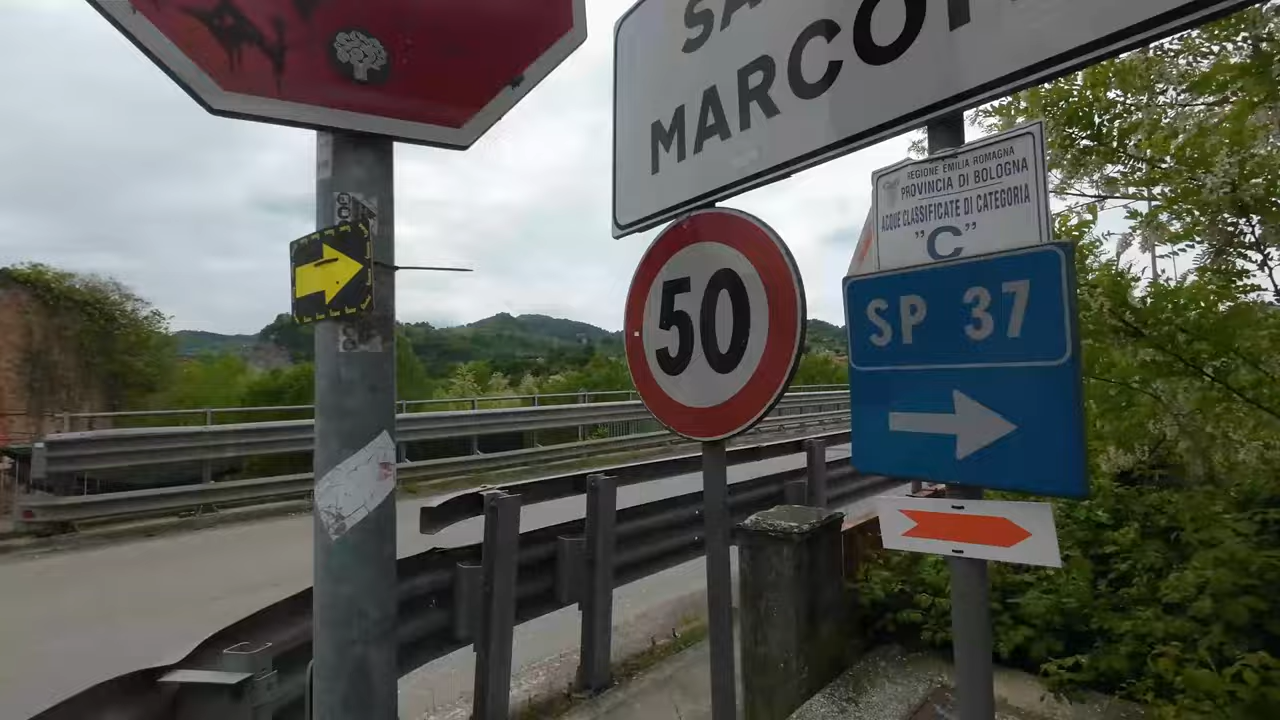 MARCO
50
REGIONE EMILIA ROMAGNA
PROVINCIA DI BOLOGNA
ACQUE CLASSIFICATE DI CATEGORIA
"C"
SP 37